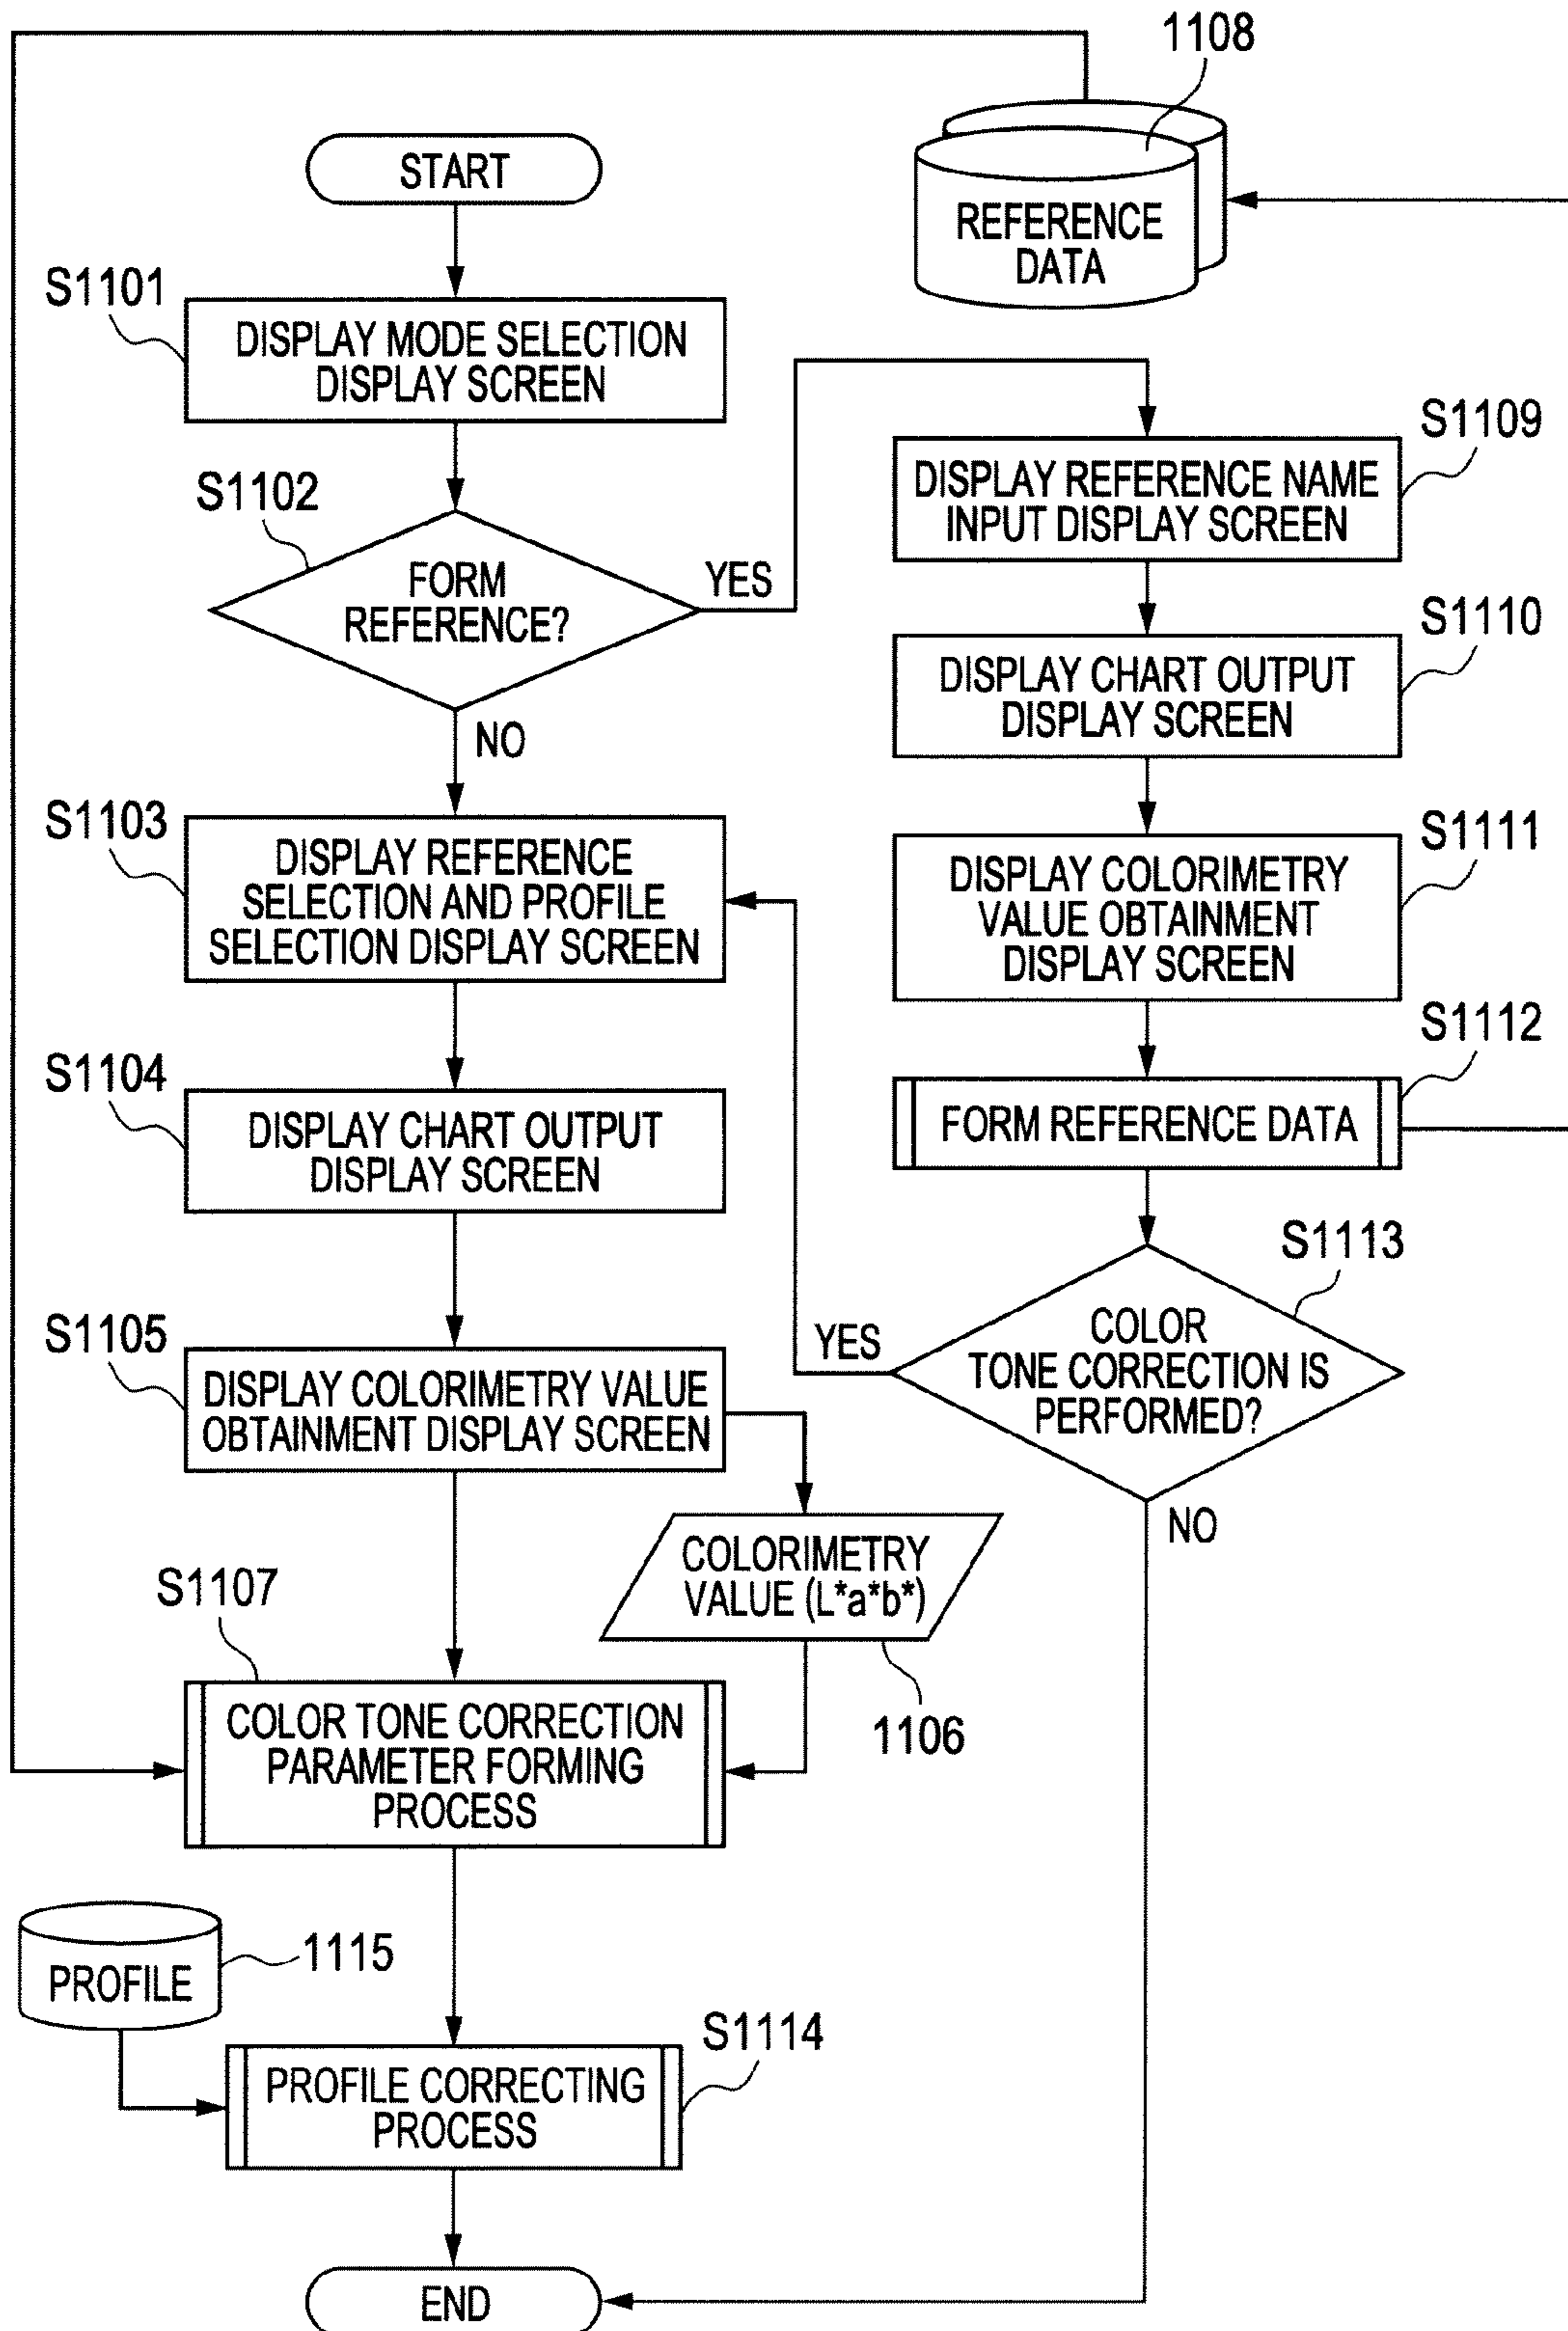 1108
START
REFERENCE
DATA
S1101
DISPLAY MODE SELECTION
DISPLAY SCREEN
S1109
DISPLAY REFERENCE NAME
INPUT DISPLAY SCREEN
S1102
FORM
REFERENCE?
YES
NO
S1110
DISPLAY CHART OUTPUT
DISPLAY SCREEN
S1103
DISPLAY REFERENCE
SELECTION AND PROFILE
SELECTION DISPLAY SCREEN
S1111
DISPLAY COLORIMETRY
VALUE OBTAINMENT
DISPLAY SCREEN
S1104
DISPLAY CHART OUTPUT
DISPLAY SCREEN
S1112
FORM REFERENCE DATA
S1113
COLOR
TONE CORRECTION IS
PERFORMED?
YES
NO
S1105
DISPLAY COLORIMETRY VALUE
OBTAINMENT DISPLAY SCREEN
COLORIMETRY
VALUE (L*a*b*)
1106
S1107
COLOR TONE CORRECTION
PARAMETER FORMING
PROCESS
PROFILE
1115
S1114
PROFILE CORRECTING
PROCESS
END